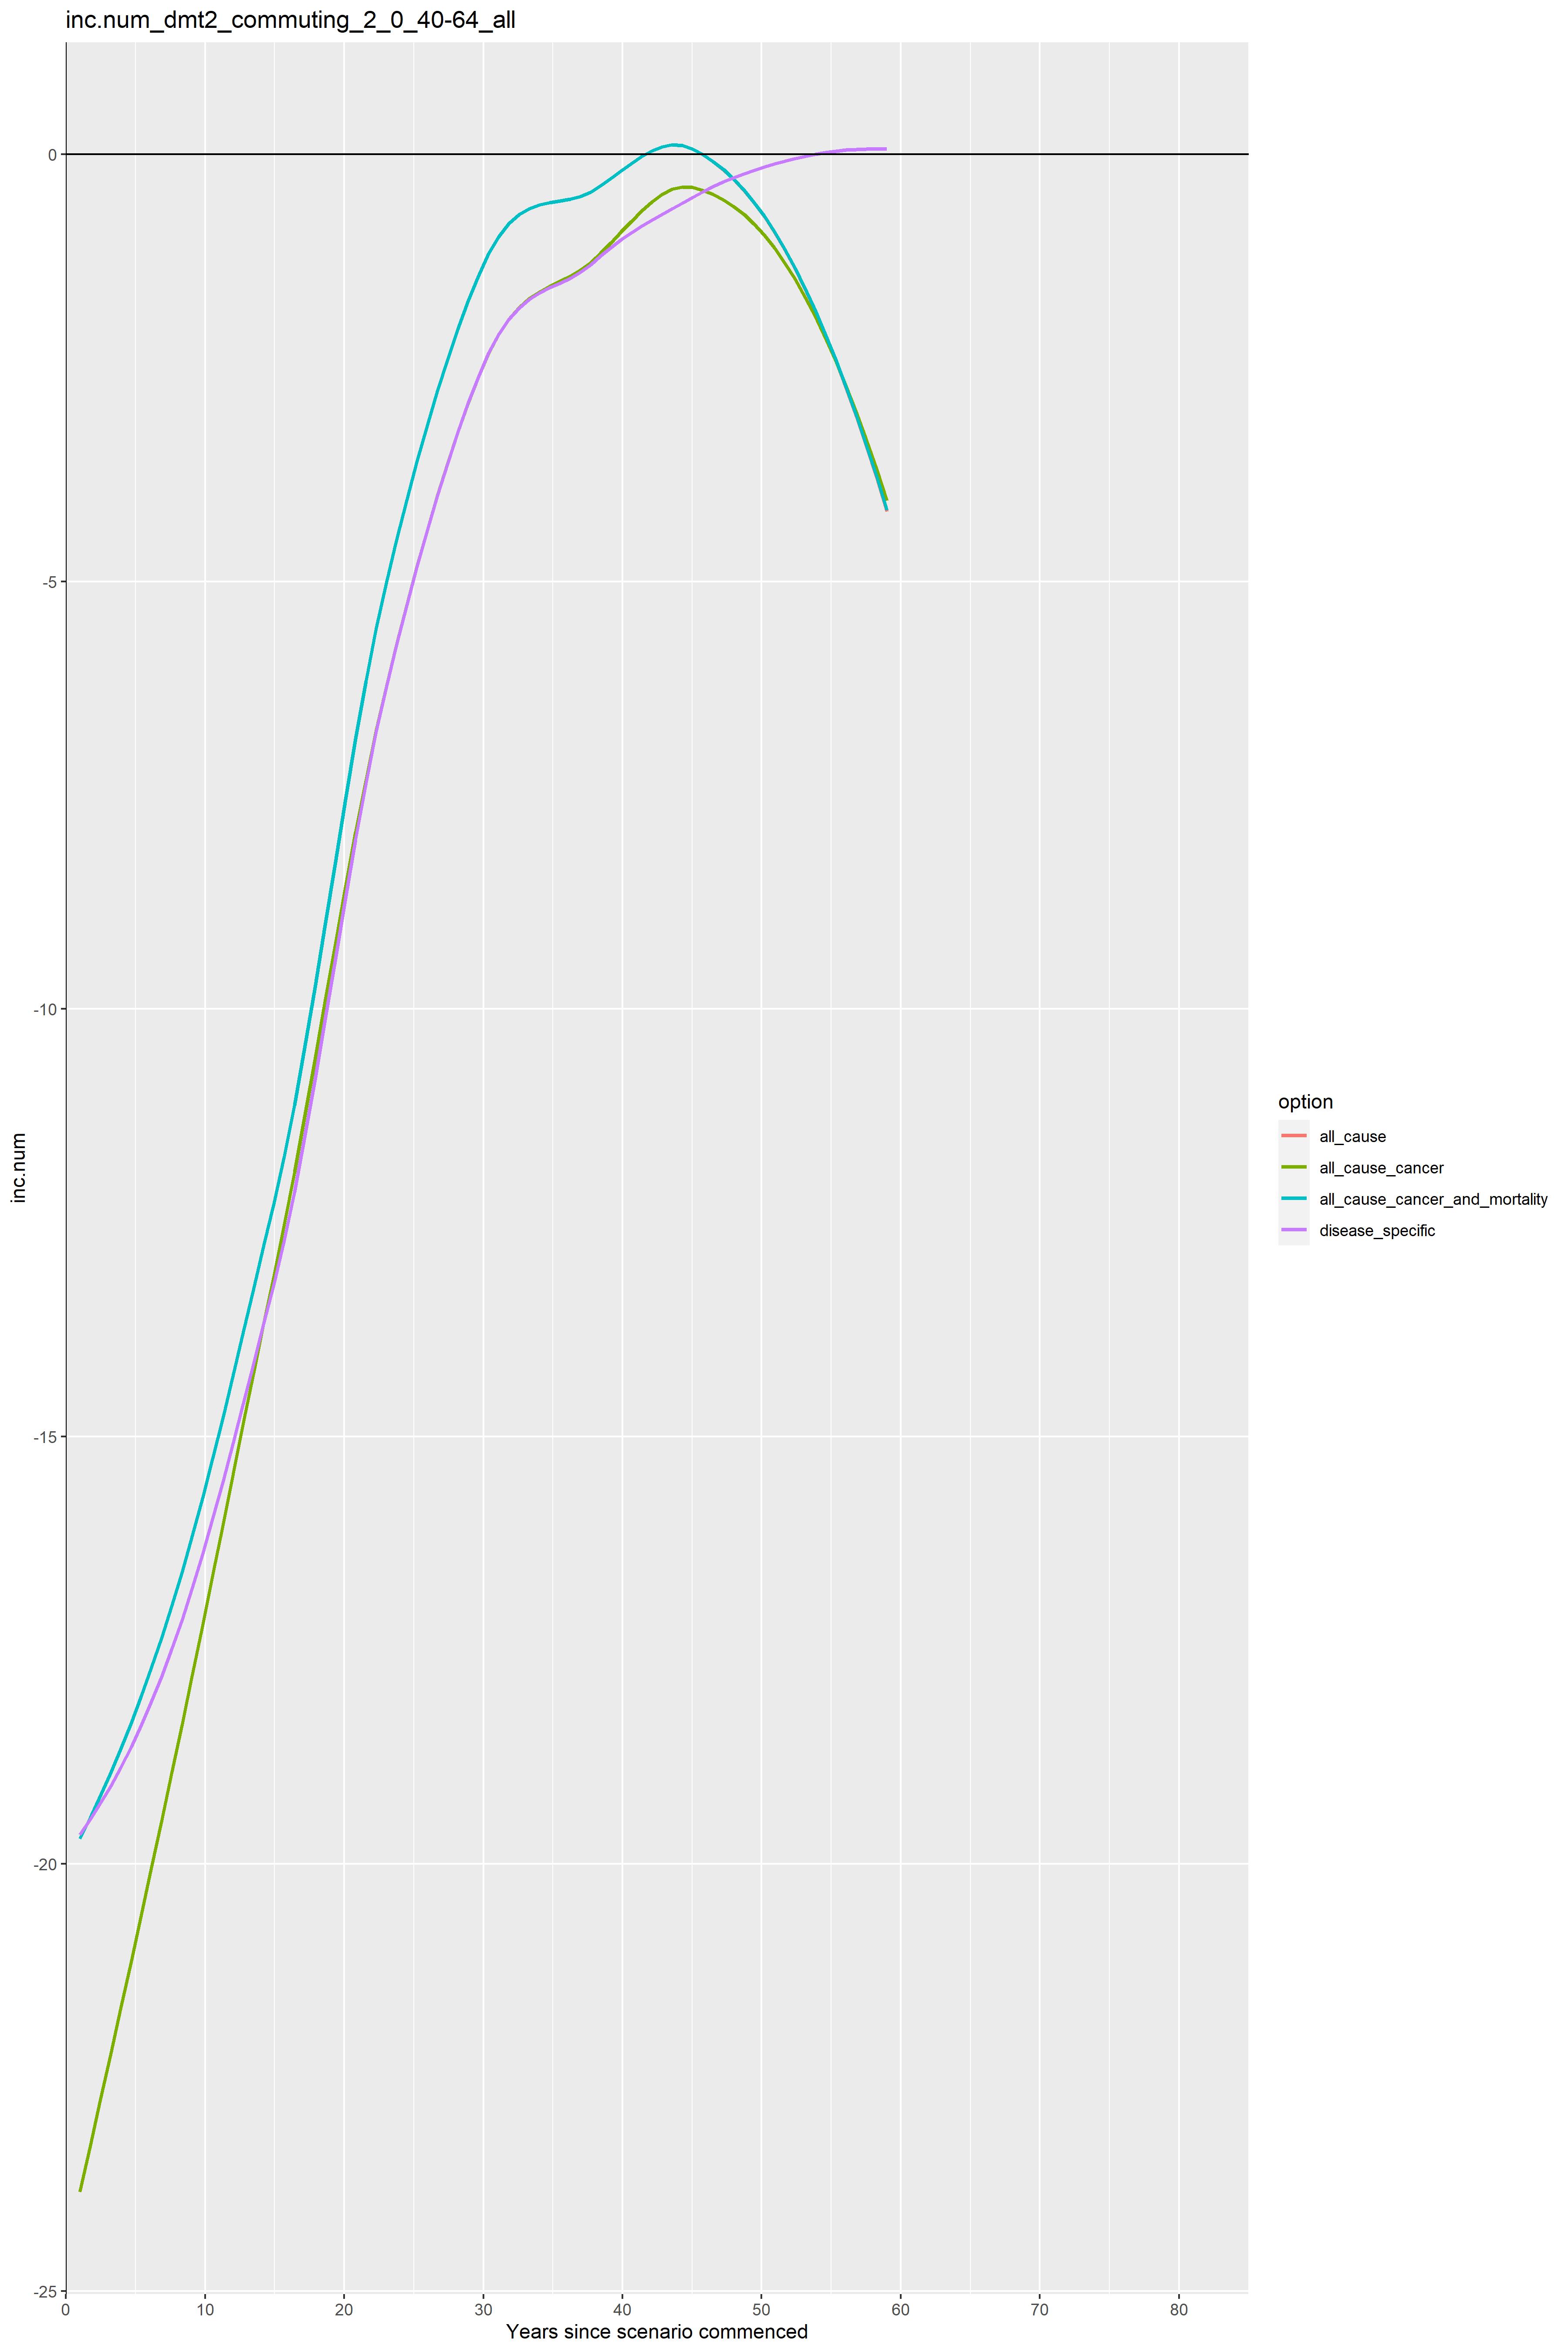 inc.num_dmt2_commuting_2_0_40-64_all
0
-5
-10
-15
-20
-25
inc.num
0 10 20 30 40 50 60 70 80
Years since scenario commenced
option
all_cause
all_cause_cancer
all_cause_cancer_and_mortality
disease_specific